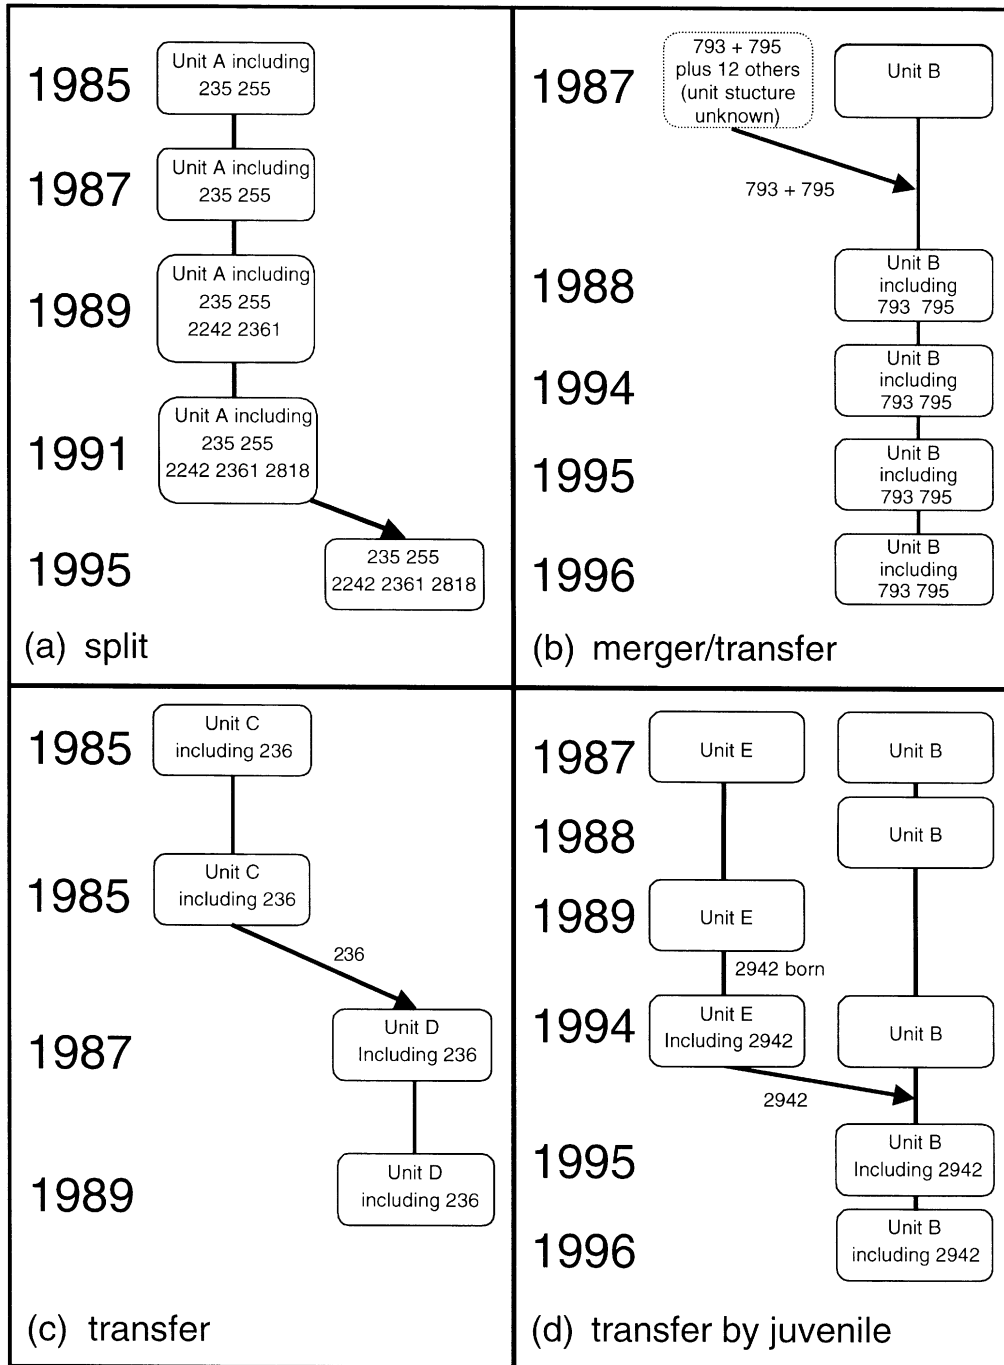 1985
Unit A including
235 255
1987
Unit A including
235 255
1989
Unit A including
235 255
2242 2361
1991
Unit A including
235 255
2242 2361 2818
1995
235 255
2242 2361 2818
(a) split
1987
793 + 795
plus 12 others
(unit stucture
unknown)
Unit B
793 + 795
1988
Unit B
including
793 795
1994
Unit B
including
793 795
1995
Unit B
including
793 795
1996
Unit B
including
793 795
(b) merger/transfer
1985
Unit C
including 236
1985
Unit C
including 236
236
1987
Unit D
Including 236
1989
Unit D
including 236
(c) transfer
1987
Unit E
Unit B
1988
Unit B
1989
Unit E
2942 born
1994
Unit E
Including 2942
Unit B
2942
1995
Unit B
Including 2942
1996
Unit B
including 2942
(d) transfer by juvenile